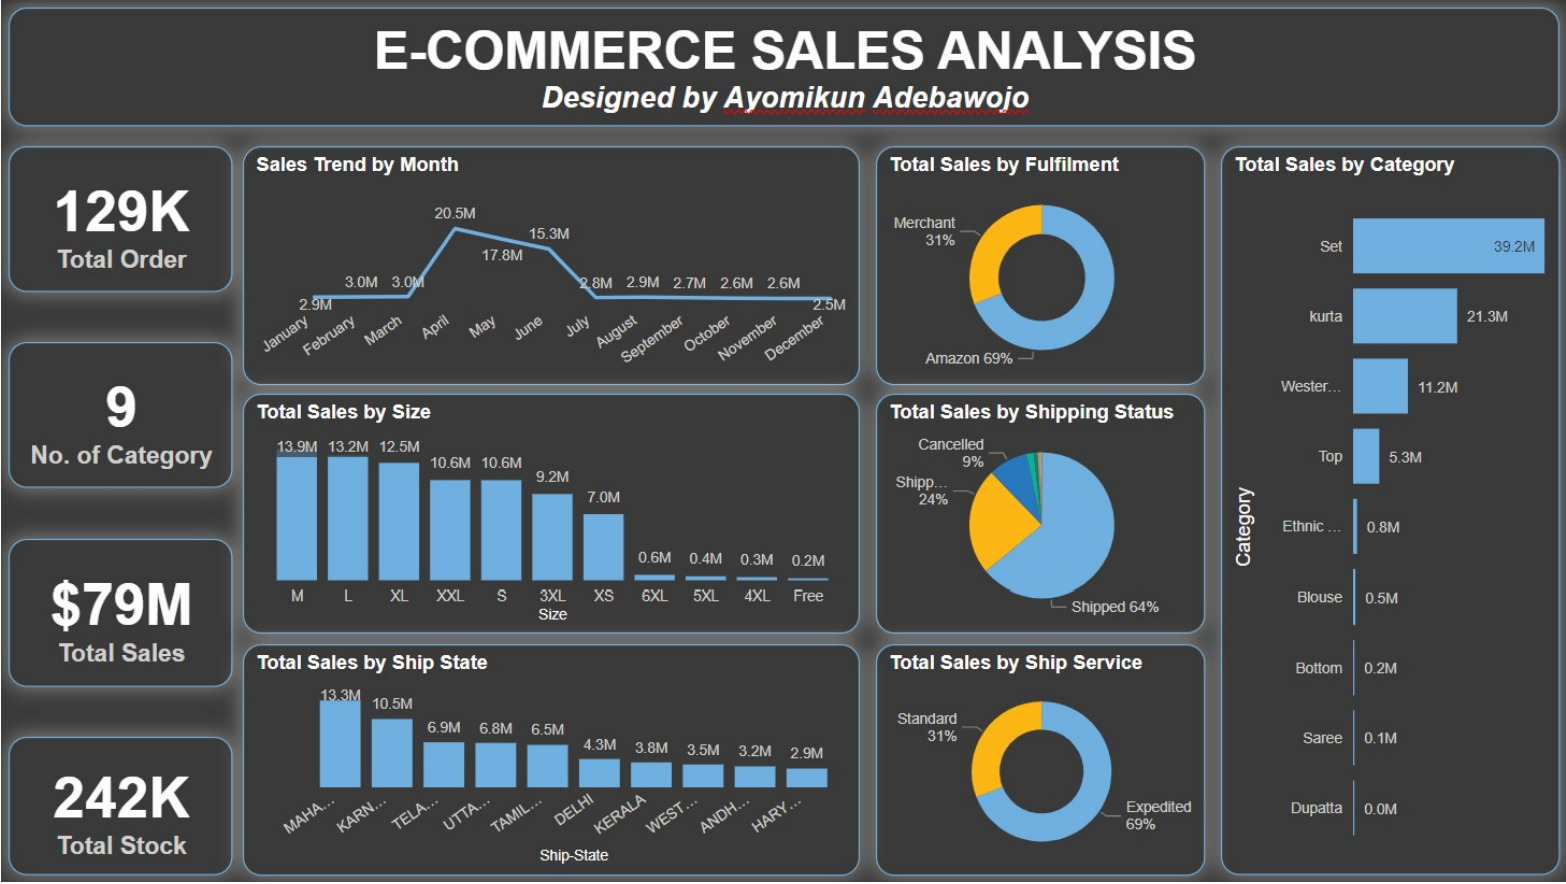 E-COMMERCE SALES ANALYSIS
Designed by Ayomikun Adebawojo
129K
Total Order
9
No. of Category
$79M
Total Sales
242K
Total Stock
Sales Trend by Month
2.9M
3.0M
3.0M
20.5M
17.8M
15.3M
2.8M
2.9M
2.7M
2.6M
2.6M
2.5M
January
February
March
April
May
June
July
August
September
October
November
December
Total Sales by Size
13.9M
13.2M
12.5M
10.6M
10.6M
9.2M
7.0M
0.6M
0.4M
0.3M
0.2M
M
L
XL
XXL
S
3XL
XS
6XL
5XL
4XL
Free
Size
Total Sales by Ship State
13.3M
10.5M
6.9M
6.8M
6.5M
4.3M
3.8M
3.5M
3.2M
2.9M
MAHA...
KARN...
TELA...
UTTA...
TAMIL...
DELHI
KERALA
WEST...
ANDH...
HARY...
Ship-State
Total Sales by Fulfilment
Merchant
31%
Amazon 69%
Total Sales by Shipping Status
Cancelled
9%
Shipp...
24%
Shipped 64%
Total Sales by Ship Service
Standard
31%
Expedited
69%
Total Sales by Category
Category
Set
39.2M
kurta
21.3M
Wester...
11.2M
Top
5.3M
Ethnic ...
0.8M
Blouse
0.5M
Bottom
0.2M
Saree
0.1M
Dupatta
0.0M